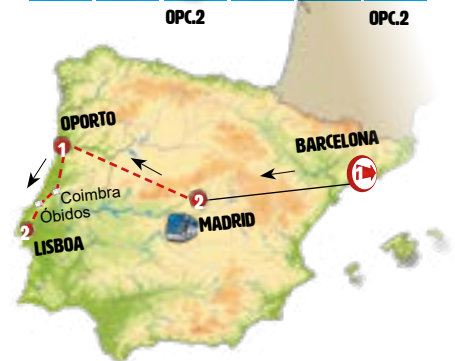 OPC.2
OPC.2
OPORTO
1
BARCELONA
1
Coimbra
Óbidos
2
MADRID
2
LISBOA